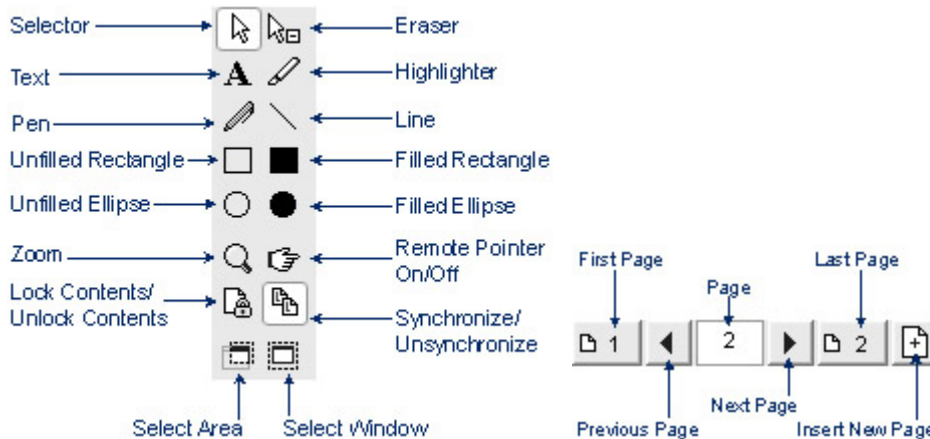 Selector
Eraser
Text
A
Highlighter
Pen
Line
Unfilled Rectangle
Filled Rectangle
Unfilled Ellipse
Filled Ellipse
Zoom
Remote Pointer
On/Off
Lock Contents/
Unlock Contents
Synchronize/
Unsynchronize
Select Area
Select Window
First Page
Last Page
Page
1
2
2
Next Page
Previous Page
Insert New Page